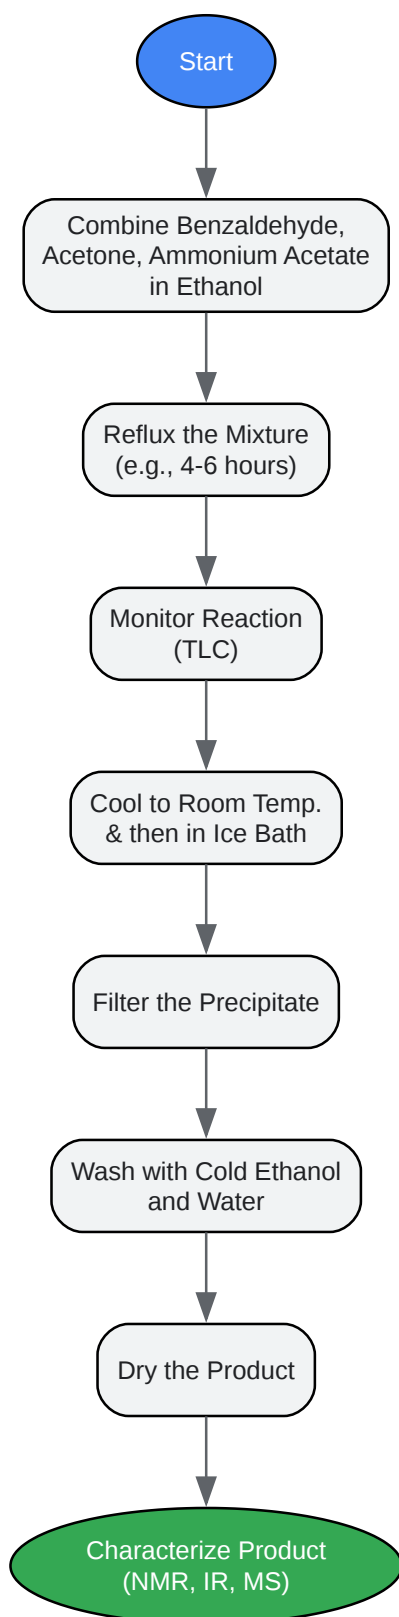 Start
Combine Benzaldehyde,
Acetone, Ammonium Acetate
in Ethanol
Reflux the Mixture
(e.g., 4-6 hours)
Monitor Reaction
(TLC)
Cool to Room Temp.
& then in Ice Bath
Filter the Precipitate
Wash with Cold Ethanol
and Water
Dry the Product
Characterize Product
(NMR, IR, MS)